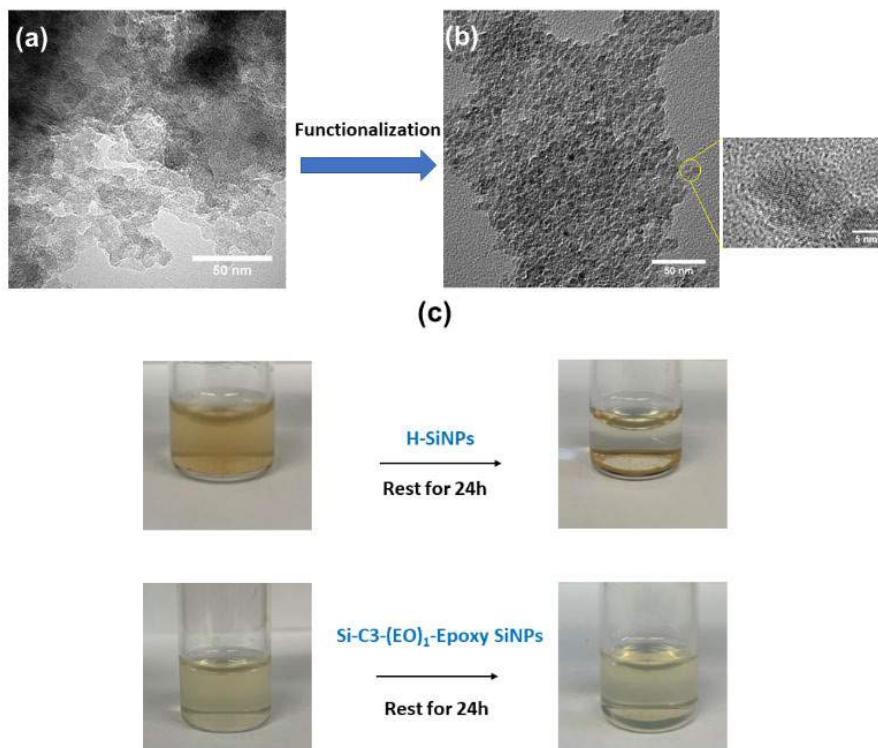 (a)
(b)
Functionalization
50 nm
50 nm
5 nm
(c)
H-SiNPs
Rest for 24h
Si-C3-(EO)₁-Epoxy SiNPs
Rest for 24h